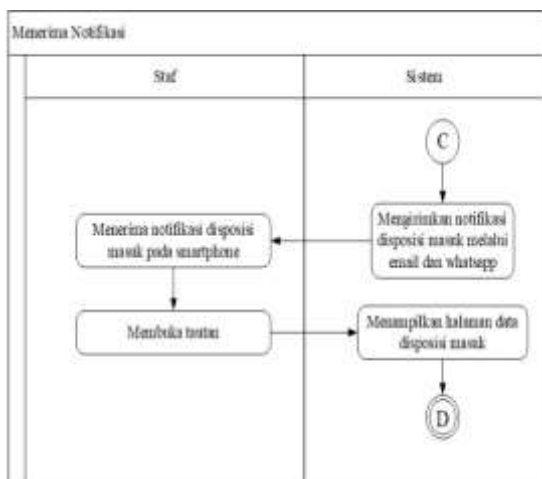 Menerima Notifikasi
Staf
Sistem
C
Mengirimkan notifikasi
disposisi masuk melalui
email dan whatsapp
Menerima notifikasi disposisi
masuk pada smartphone
Membuka tautan
Menampilkan halaman data
disposisi masuk
D